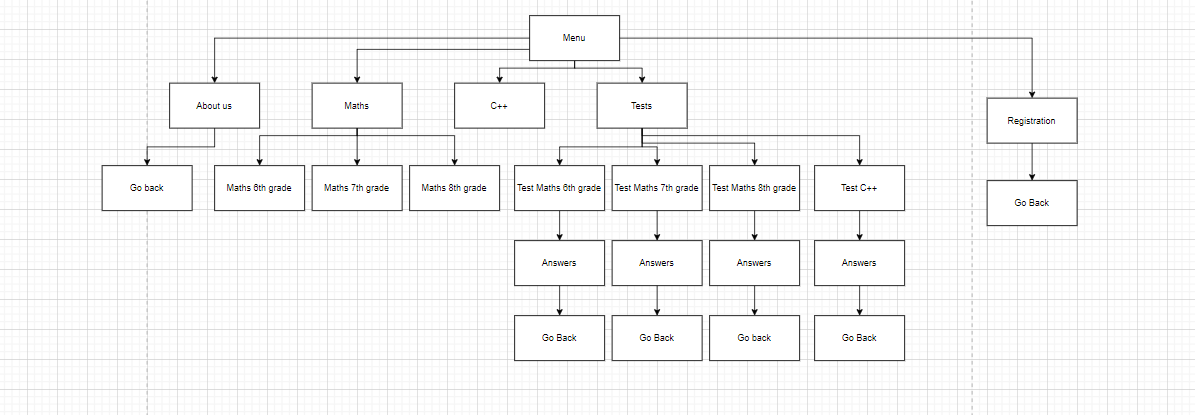 Menu
About us
Maths
C++
Tests
Registration
Go back
Maths 6th grade
Maths 7th grade
Maths 8th grade
Test Maths 6th grade
Test Maths 7th grade
Test Maths 8th grade
Test C++
Go Back
Answers
Answers
Answers
Answers
Go Back
Go Back
Go back
Go Back